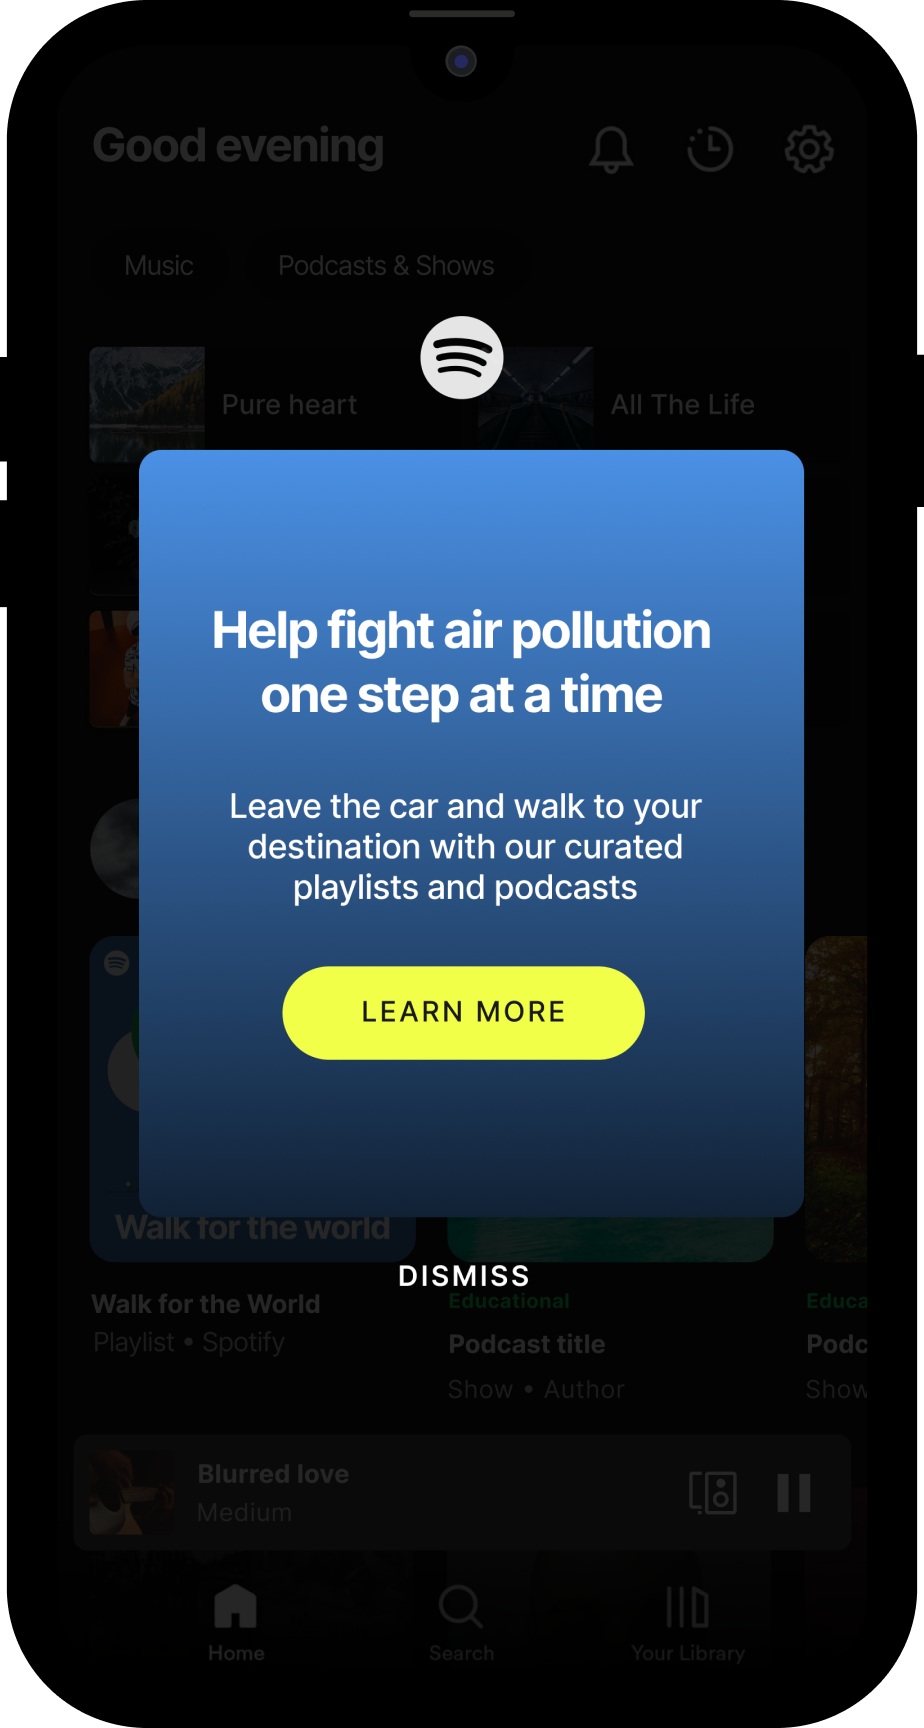 Good evening
Music
Podcasts & Shows
Pure heart
All The Life
Help fight air pollution
one step at a time
Leave the car and walk to your
destination with our curated
playlists and podcasts
LEARN MORE
Walk for the world
DISMISS
Walk for the World
Playlist • Spotify
Educational
Podcast title
Show • Author
Educa
Podc
Show
Blurred love
Medium
Home
Search
Your Library